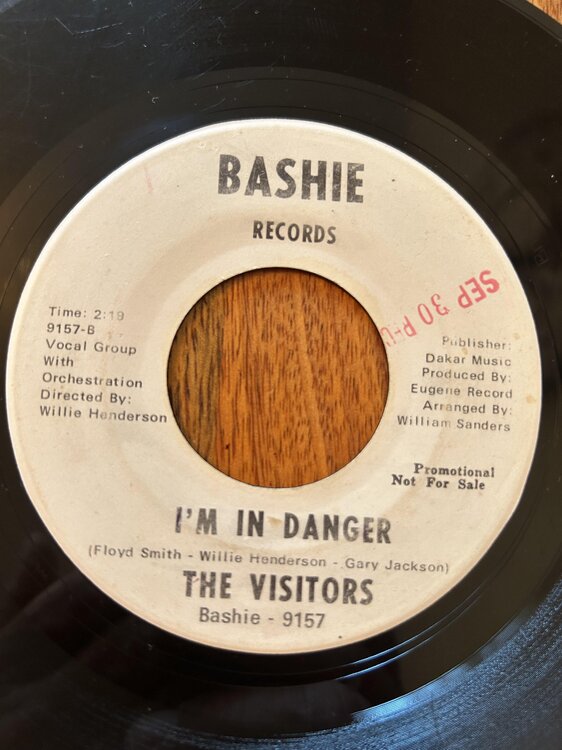 BASHIE
RECORDS
SEP 30
Time: 2:19
9157-B
Vocal Group
With
Orchestration
Directed By:
Willie Henderson
Publisher:
Dakar Music
Produced By:
Eugene Record
Arranged By:
William Sanders
Promotional
Not For Sale
I'M IN DANGER
(Floyd Smith - Willie Henderson - Gary Jackson)
THE VISITORS
Bashie - 9157